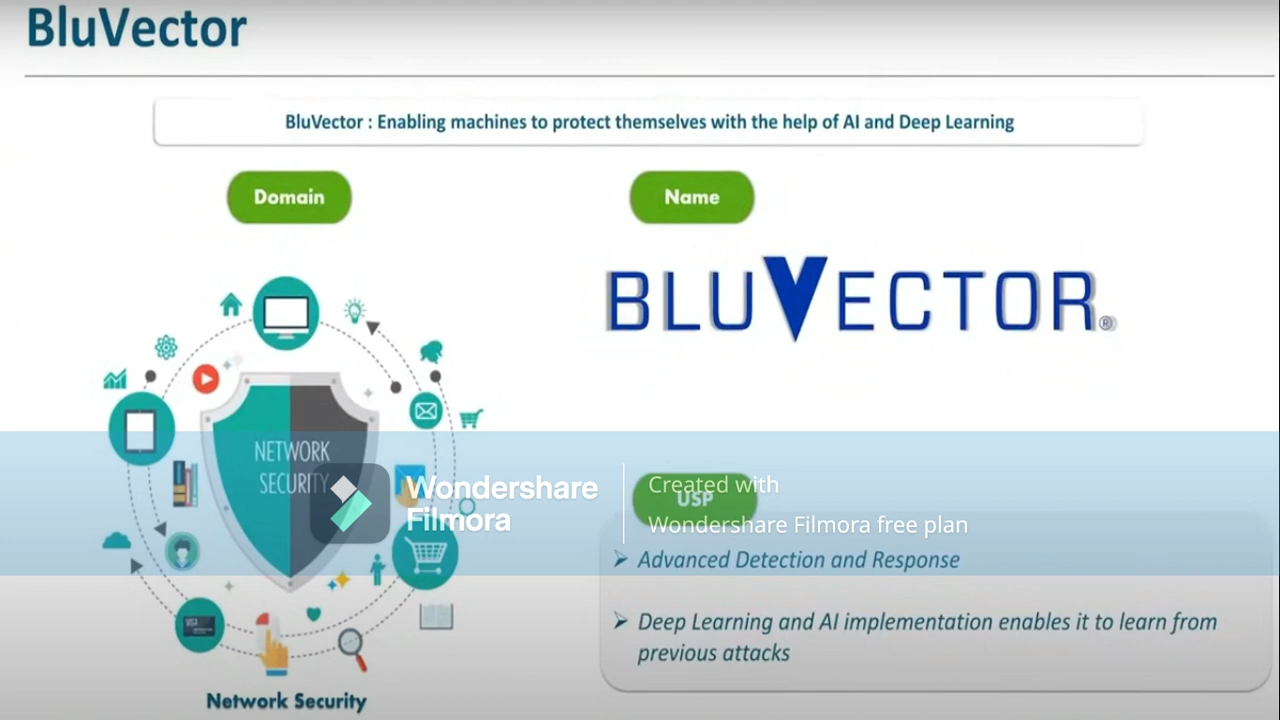 BluVector
BluVector : Enabling machines to protect themselves with the help of AI and Deep Learning
Domain
Name
BLUVECTOR®
NETWORK
SECURITY
Wondershare
Filmora
Created with
Wondershare Filmora free plan
USP
Advanced Detection and Response
Deep Learning and AI implementation enables it to learn from
previous attacks
VISA
Network Security